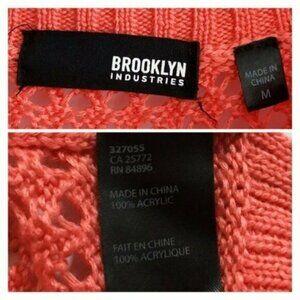 BROOKLYN
INDUSTRIES
MADE IN
CHINA
M
327055
CA 25772
RN 84896
MADE IN CHINA
100% ACRYLIC
FAIT EN CHINE
100% ACRYLIQUE